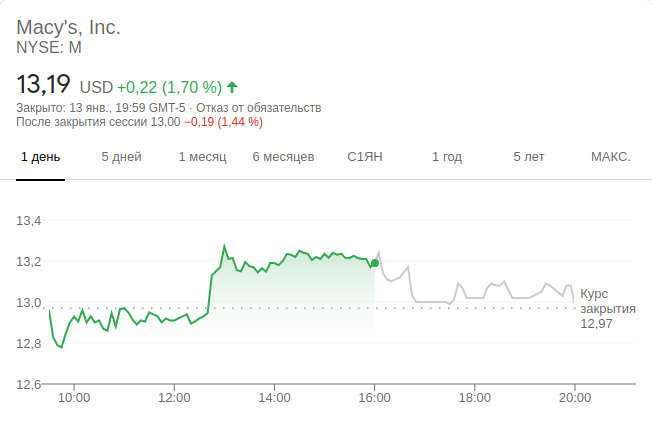 Macy's, Inc.
NYSE: M
13,19 USD +0,22 (1,70 %)
Закрыто: 13 янв., 19:59 GMT-5 · Отказ от обязательств
После закрытия сессии 13,00 −0,19 (1,44 %)
1 день 5 дней 1 месяц 6 месяцев С1ЯН 1 год 5 лет МАКС.
13,4
13,2
13,0
12,8
12,6
Курс
закрытия
12,97
10:00 12:00 14:00 16:00 18:00 20:00